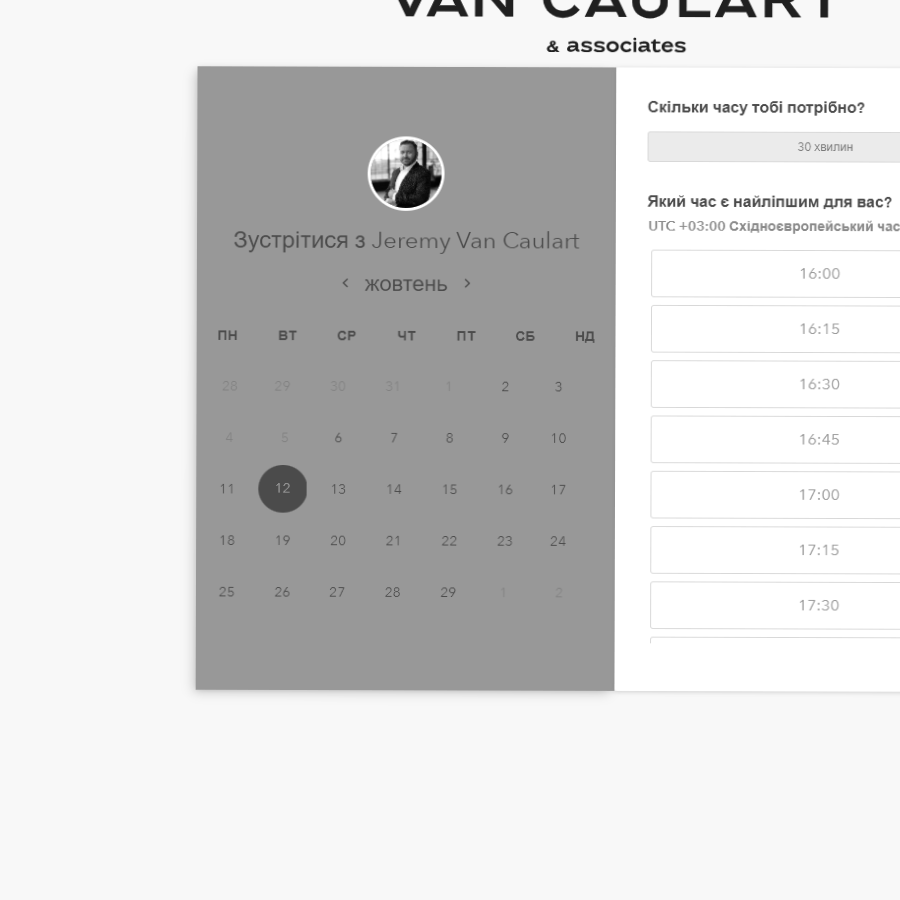 VAN CAULART
& associates
Зустрітися з Jeremy Van Caulart
жовтень
ПН ВТ СР ЧТ ПТ СБ НД
28 29 30 31 1 2 3
4 5 6 7 8 9 10
11 12 13 14 15 16 17
18 19 20 21 22 23 24
25 26 27 28 29 1 2
Скільки часу тобі потрібно?
30 хвилин
Який час є найліпшим для вас?
UTC +03:00 Східноєвропейський час
16:00
16:15
16:30
16:45
17:00
17:15
17:30